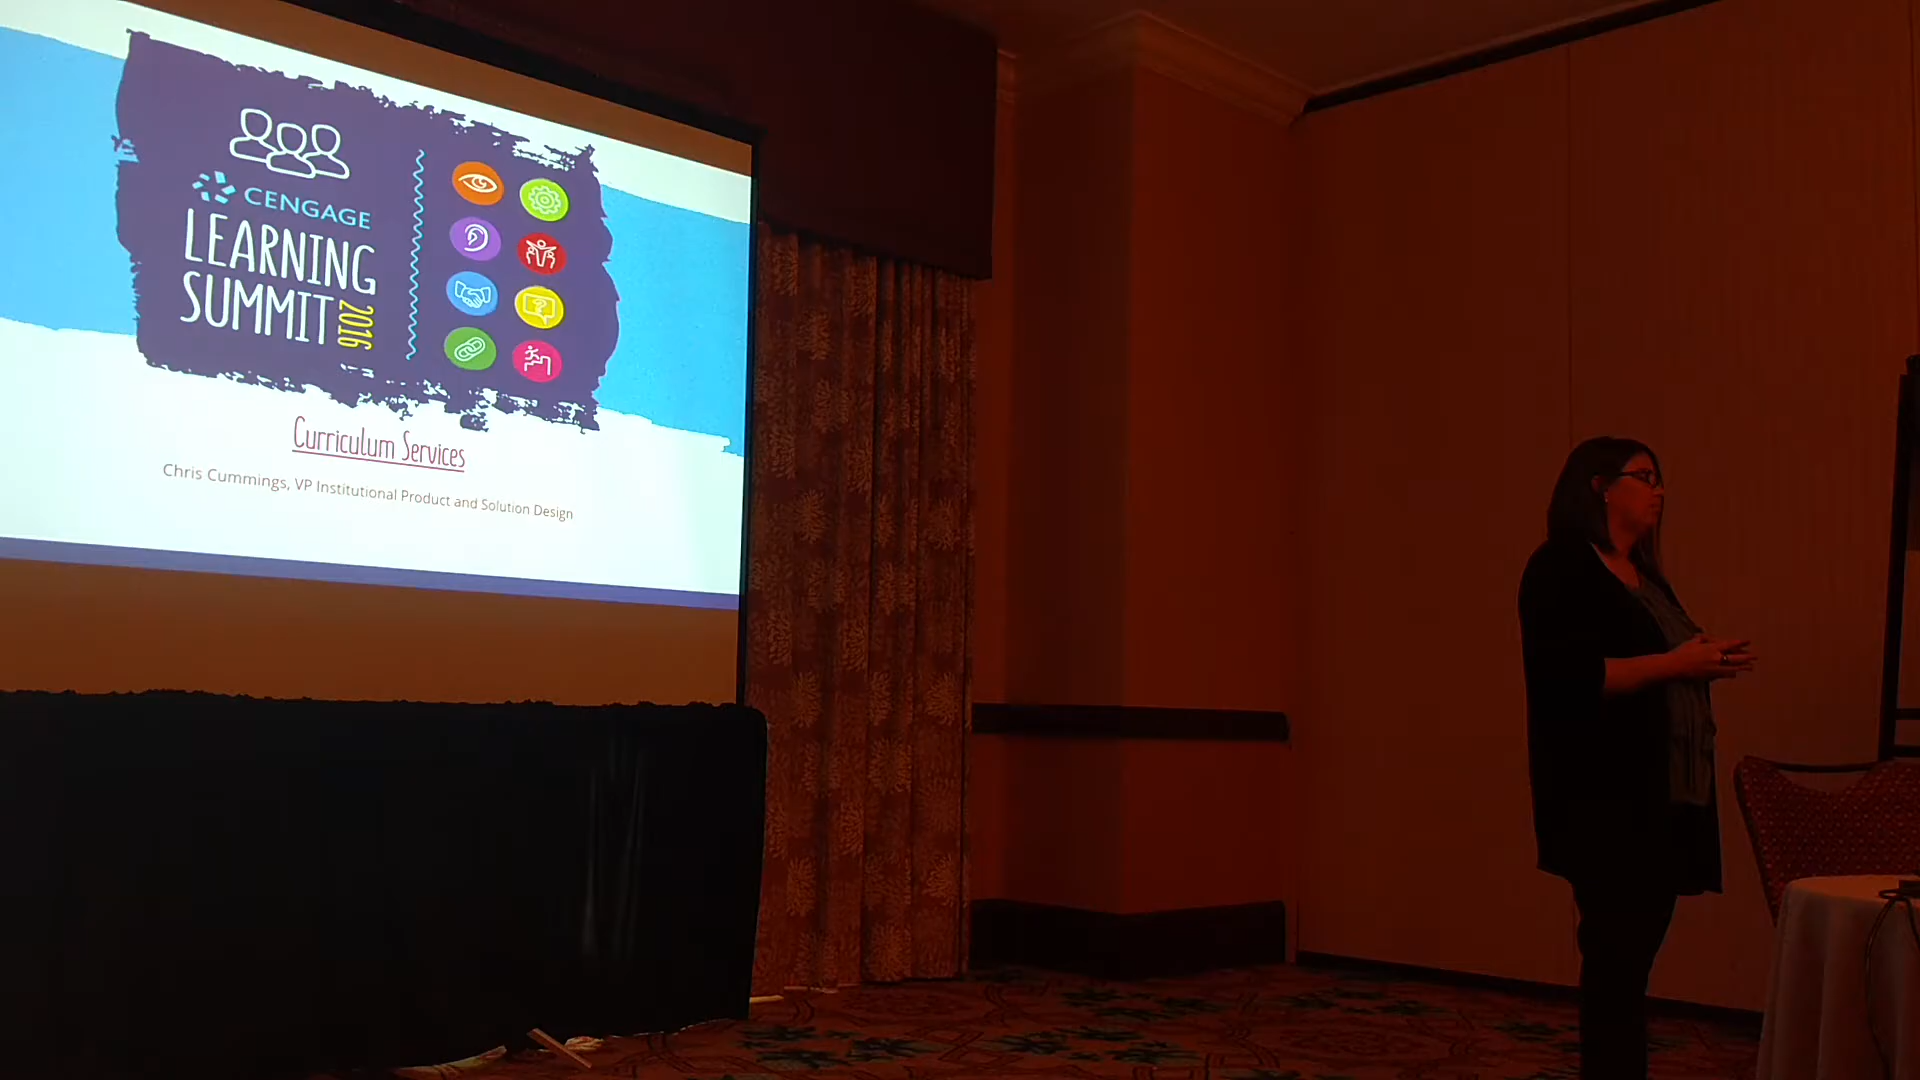 CENGAGE
LEARNING
SUMMIT 2016
?
Curriculum Services
Chris Cummings, VP Institutional Product and Solution Design